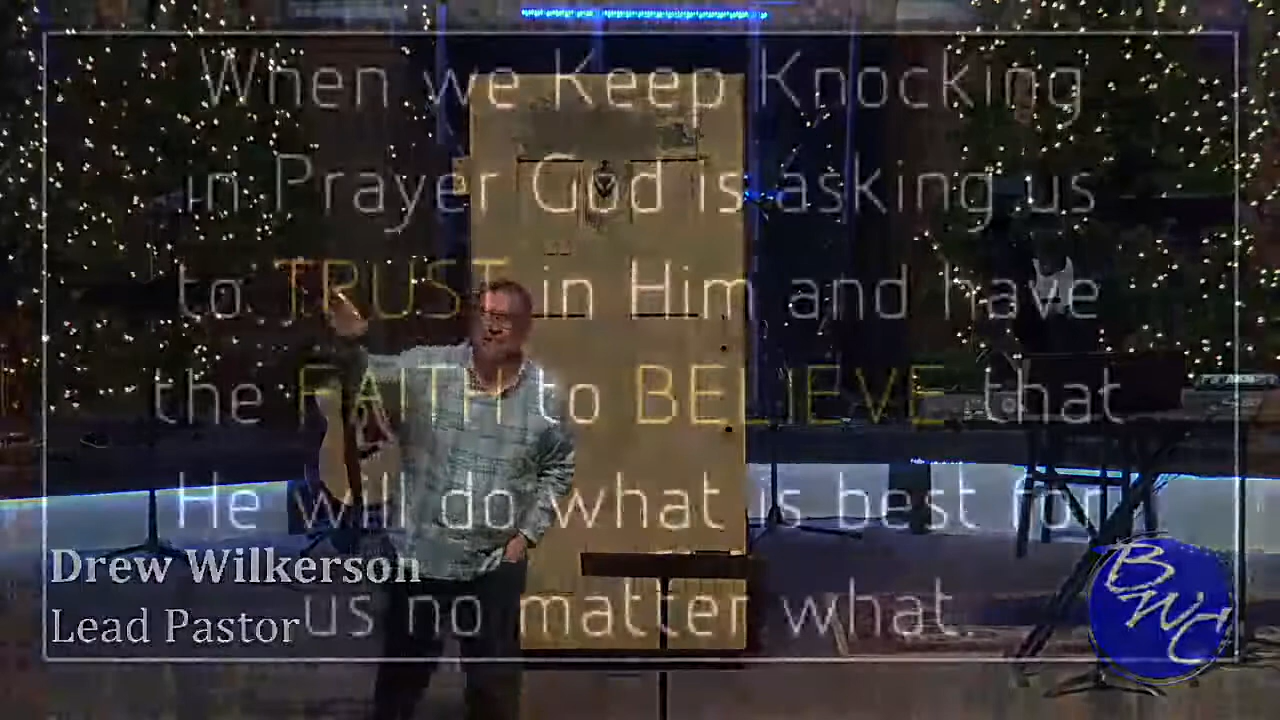 When we Keep Knocking
in Prayer God is asking us
to TRUST in Him and have
the FAITH to BELIEVE that
He will do what is best for
us no matter what.
Drew Wilkerson
Lead Pastor
BWC